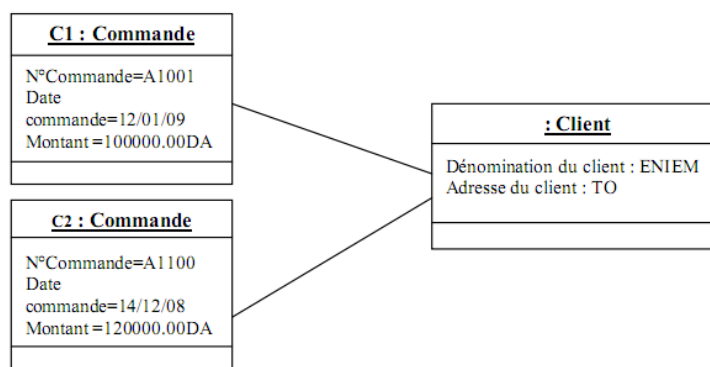 C1 : Commande
N°Commande=A1001
Date
commande=12/01/09
Montant=100000.00DA
: Client
Dénomination du client : ENIEM
Adresse du client : TO
C2 : Commande
N°Commande=A1100
Date
commande=14/12/08
Montant=120000.00DA